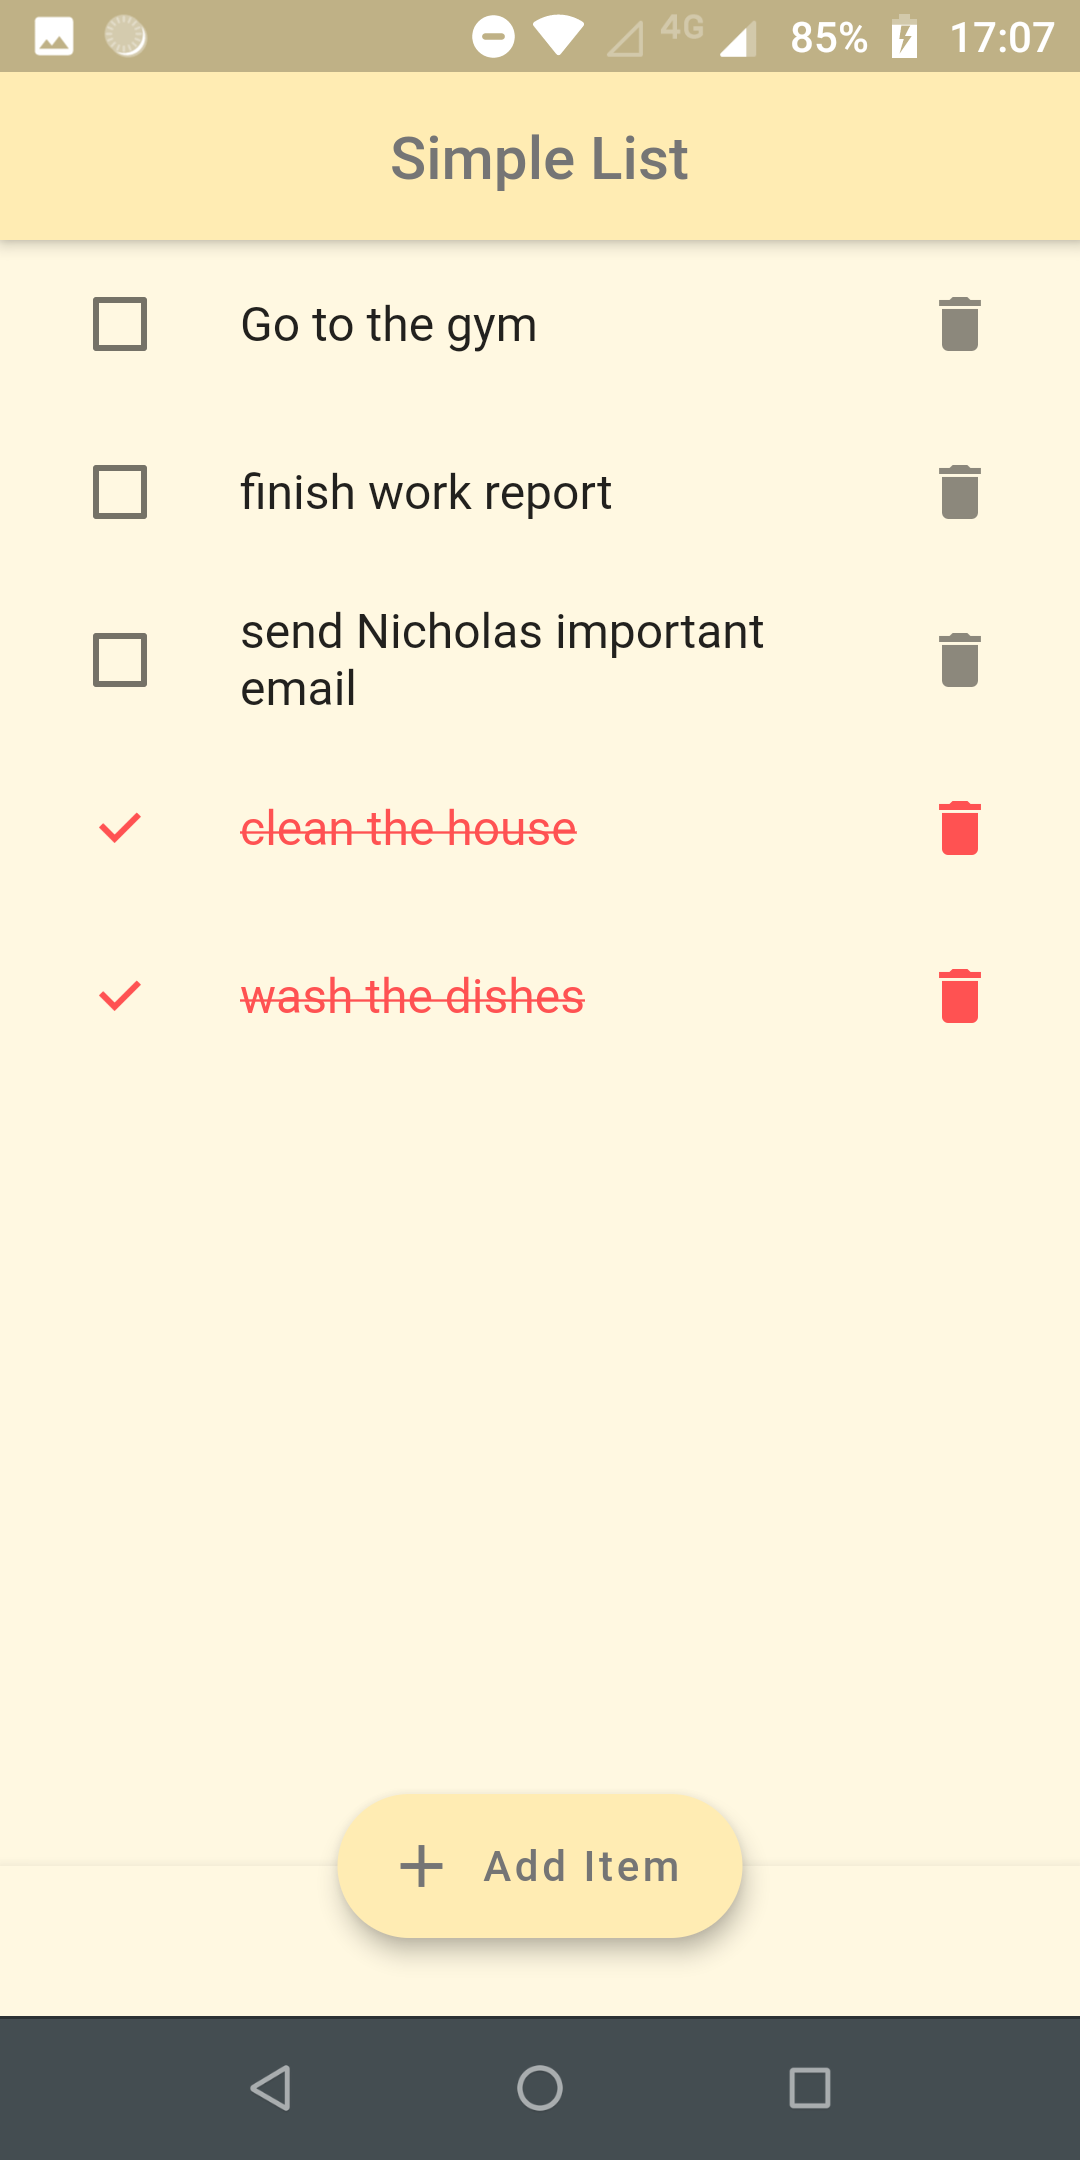 4G 85% 17:07
Simple List
Go to the gym
finish work report
send Nicholas important
email
clean the house
wash the dishes
Add Item